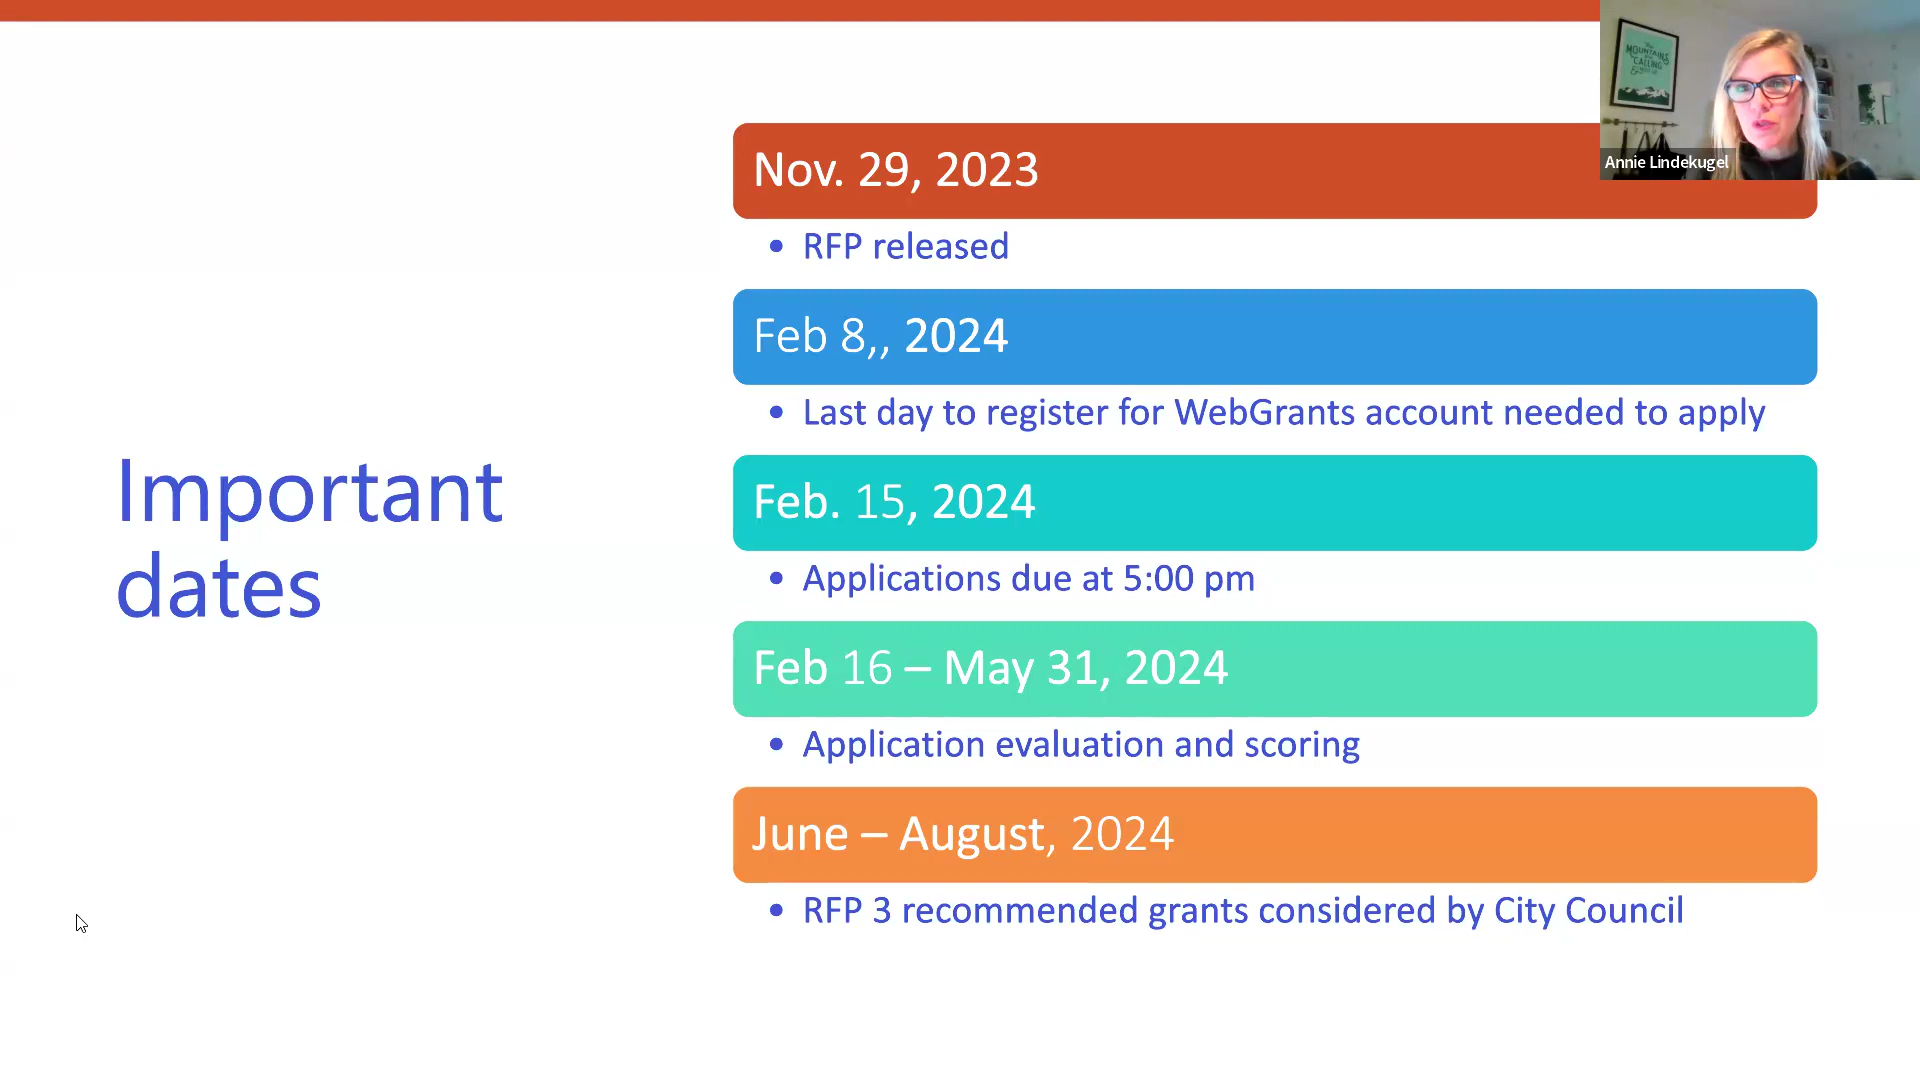 Important
dates
Nov. 29, 2023
• RFP released
Feb 8,, 2024
• Last day to register for WebGrants account needed to apply
Feb. 15, 2024
• Applications due at 5:00 pm
Feb 16 – May 31, 2024
• Application evaluation and scoring
June – August, 2024
• RFP 3 recommended grants considered by City Council
MOUNTAINS
CALLING
Annie Lindekugel